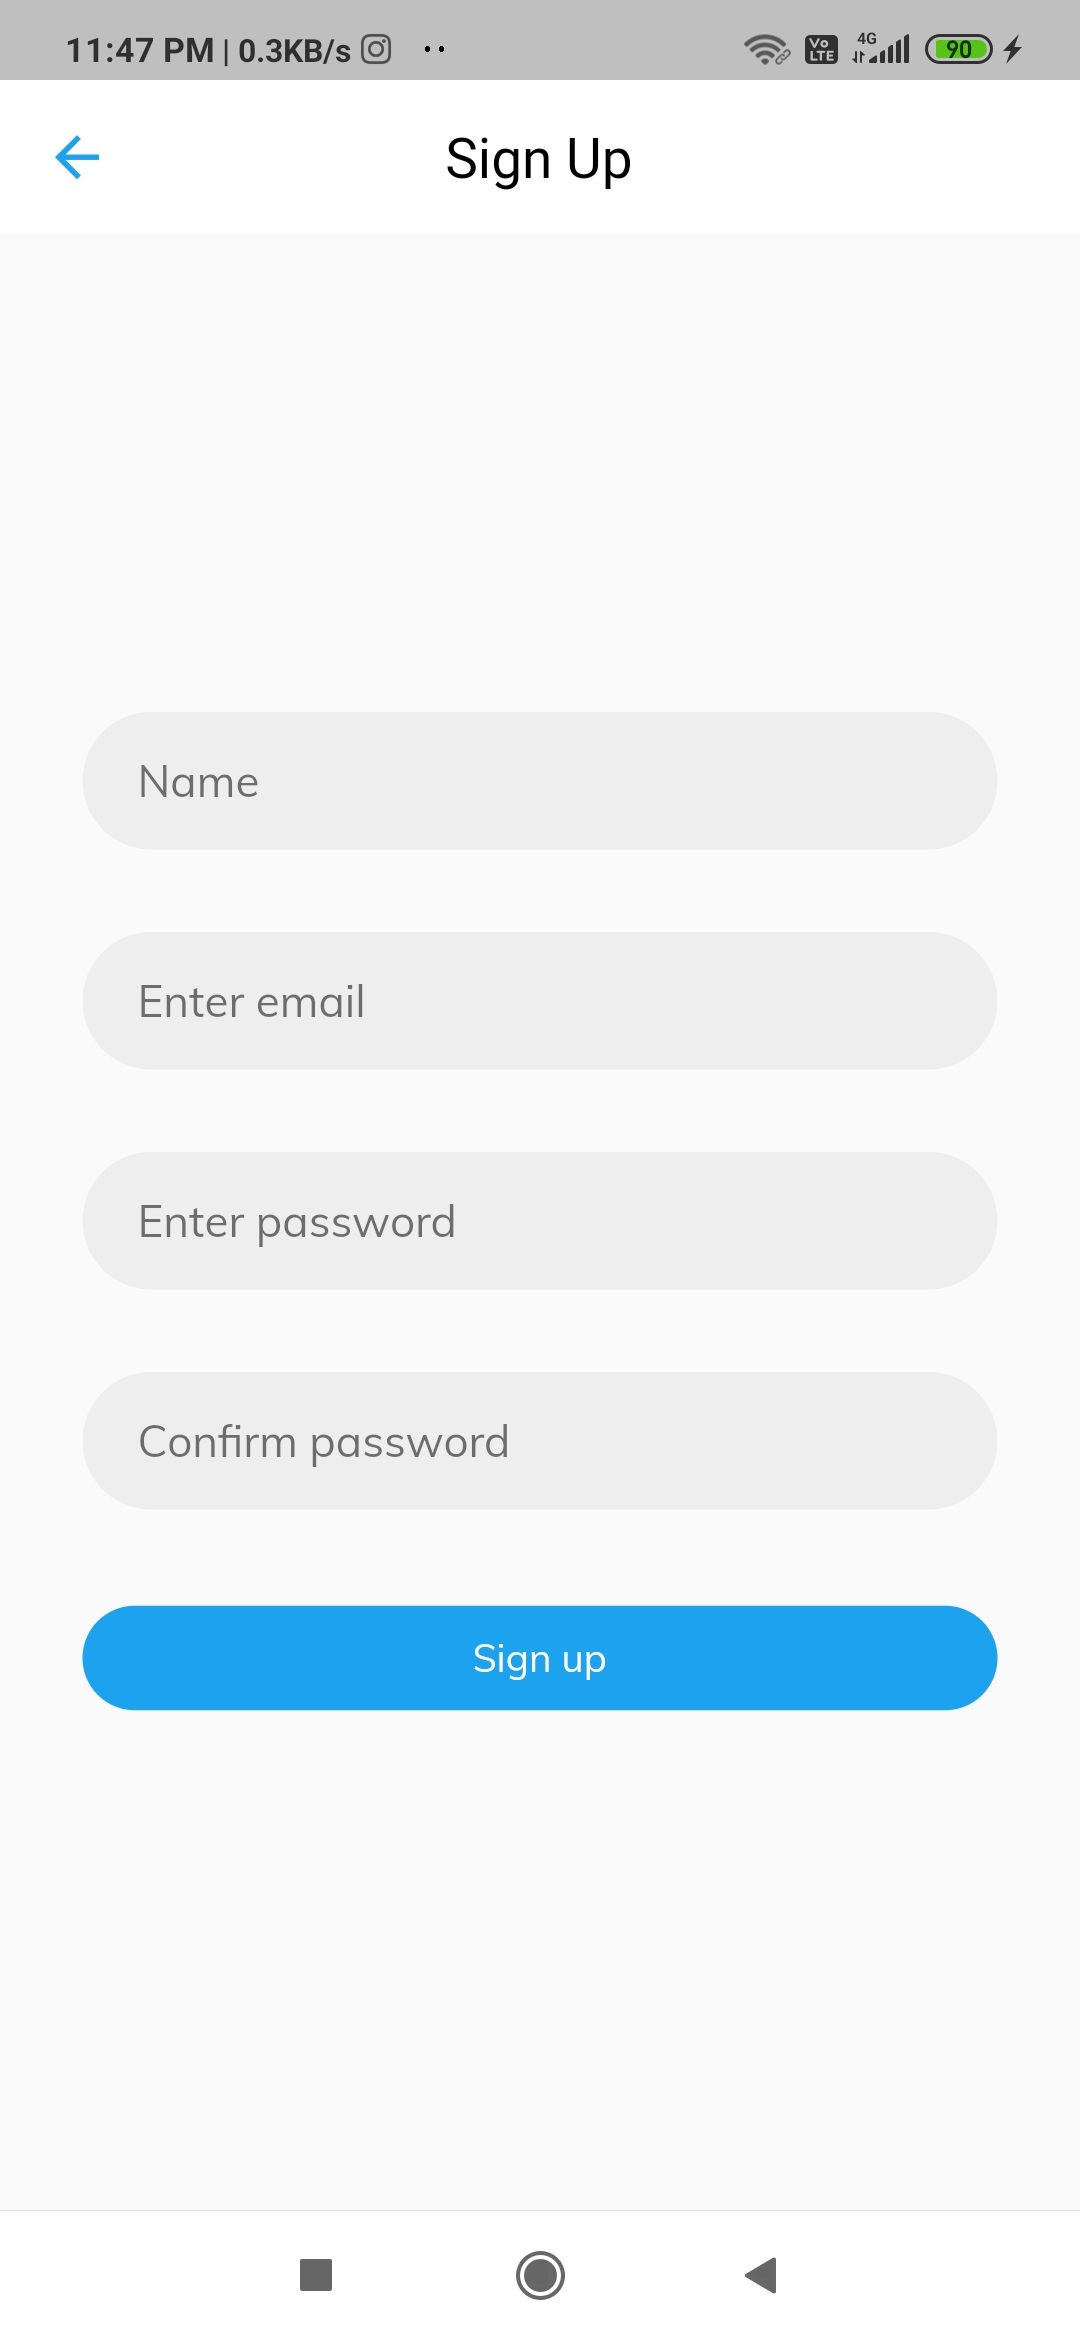 11:47 PM | 0.3KB/s Vo LTE 4G 90
Sign Up
Name
Enter email
Enter password
Confirm password
Sign up